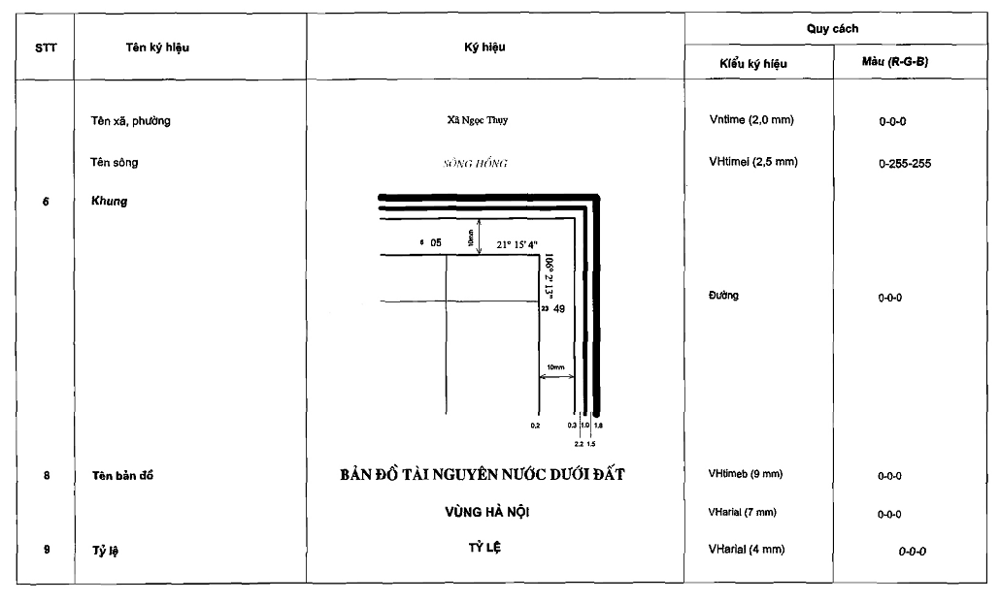 STT
Tên ký hiệu
Ký hiệu
Quy cách
Kiểu ký hiệu
Màu (R-G-B)
Tên xã, phường
Xã Ngọc Thụy
Vntime (2,0 mm)
0-0-0
Tên sông
SÔNG HỒNG
VHtimei (2,5 mm)
0-255-255
6
Khung
6 05
10mm
21° 15' 4"
106° 2' 13"
23 49
10mm
0.2
0.3
1.0
1.8
2.2
1.5
Đường
0-0-0
8
Tên bản đồ
BẢN ĐỒ TÀI NGUYÊN NƯỚC DƯỚI ĐẤT
VHtimeb (9 mm)
0-0-0
VÙNG HÀ NỘI
VHarial (7 mm)
0-0-0
9
Tỷ lệ
TỶ LỆ
VHarial (4 mm)
0-0-0